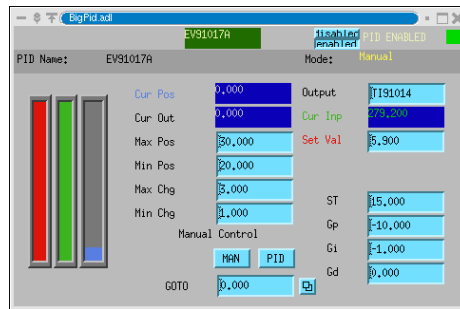 BigPid.adl
EV91017A
disabled
enabled
PID ENABLED
PID Name: EV91017A Mode: Manual
Cur Pos 0.000 Output TI91014
Cur Out 0.000 Cur Inp 279.200
Max Pos 30.000 Set Val 5.900
Min Pos 20.000
Max Chg 3.000
Min Chg 1.000 ST 15.000
Manual Control Gp -10.000
MAN PID Gi -1.000
GOTO 0.000 Gd 0.000